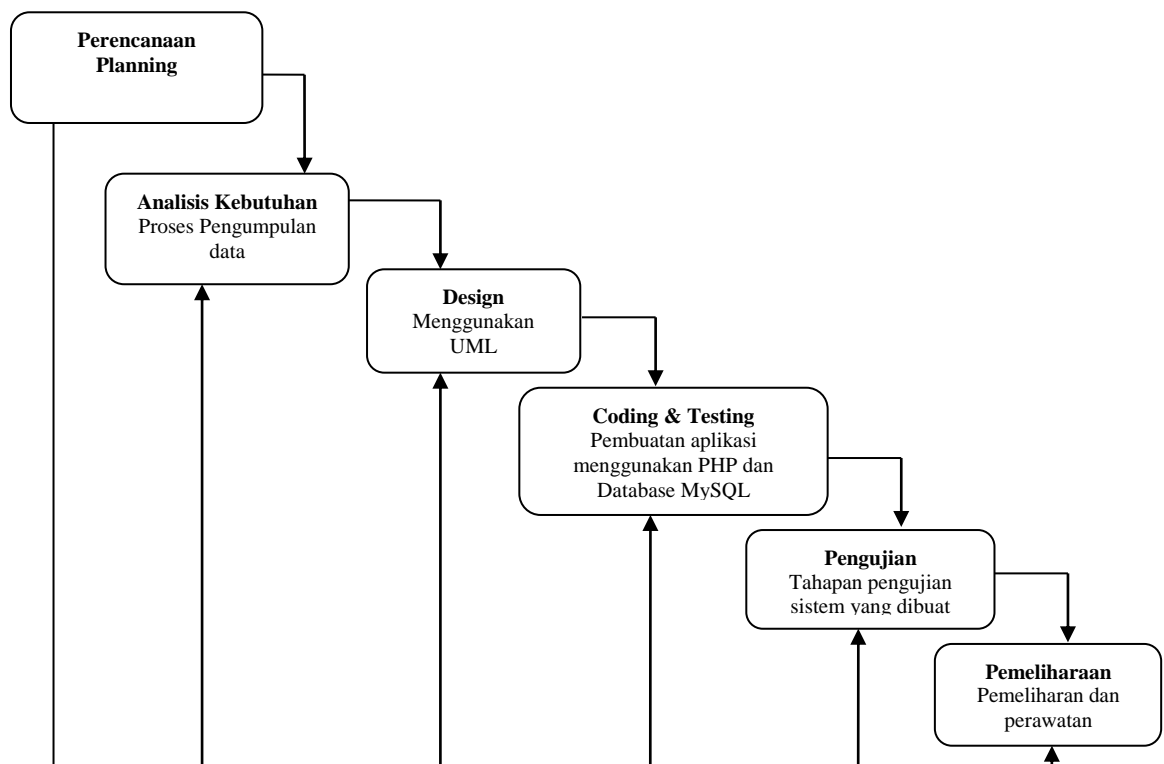 Perencanaan
Planning
Analisis Kebutuhan
Proses Pengumpulan
data
Design
Menggunakan
UML
Coding & Testing
Pembuatan aplikasi
menggunakan PHP dan
Database MySQL
Pengujian
Tahapan pengujian
sistem yang dibuat
Pemeliharaan
Pemeliharan dan
perawatan